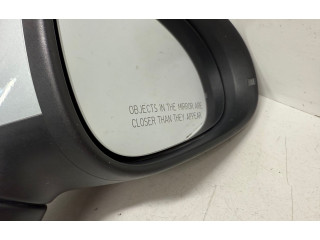 OBJECTS IN THE MIRROR ARE
CLOSER THAN THEY APPEAR